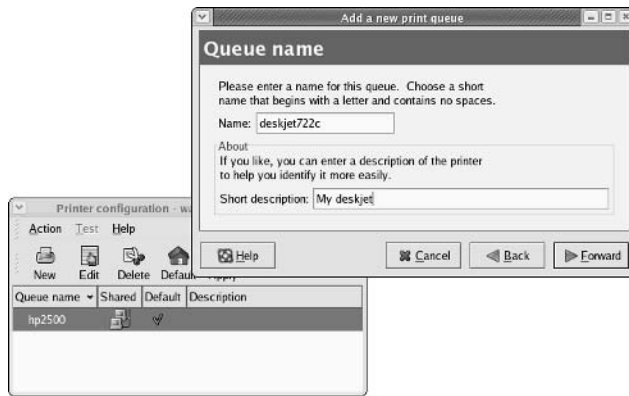 Add a new print queue
Queue name
Please enter a name for this queue. Choose a short
name that begins with a letter and contains no spaces.
Name: deskjet722c
About
If you like, you can enter a description of the printer
to help you identify it more easily.
Short description: My deskjet
Help
Cancel
Back
Forward
Printer configuration -
Action Test Help
New Edit Delete
Queue name Shared Default Description
hp2500